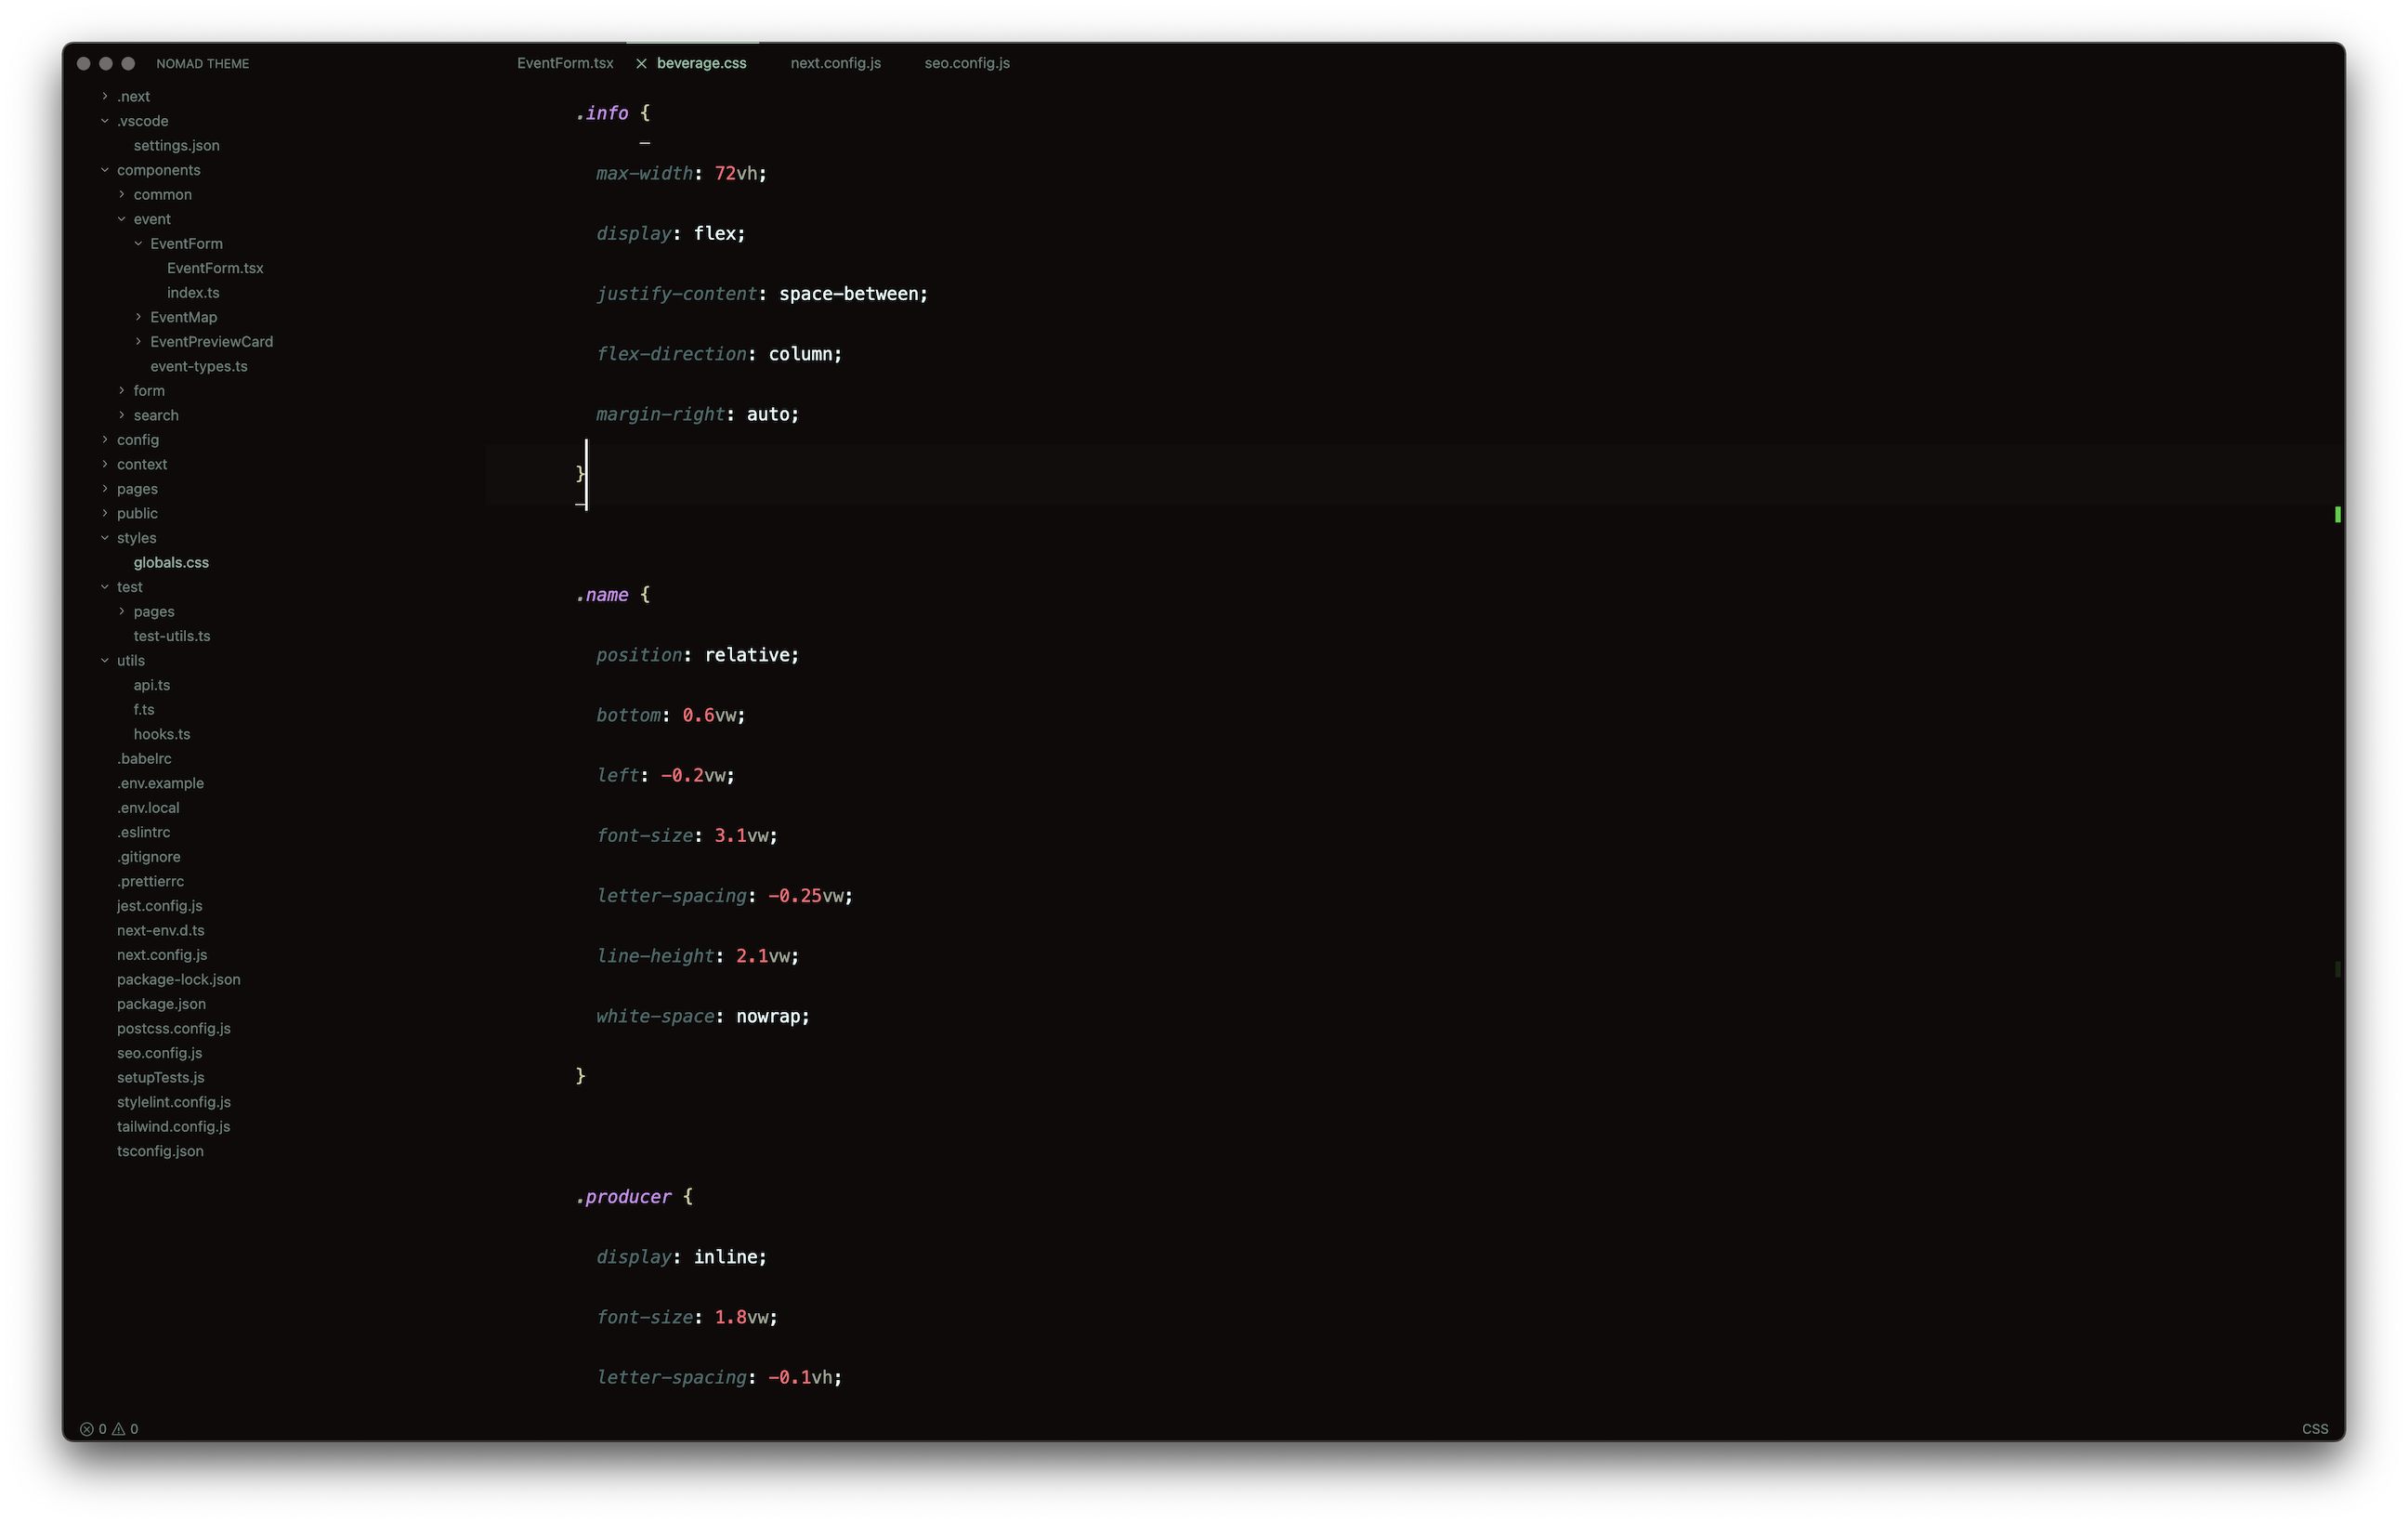 NOMAD THEME
EventForm.tsx beverage.css next.config.js seo.config.js
.next
.vscode
settings.json
components
common
event
EventForm
EventForm.tsx
index.ts
EventMap
EventPreviewCard
event-types.ts
form
search
config
context
pages
public
styles
globals.css
test
pages
test-utils.ts
utils
api.ts
f.ts
hooks.ts
.babelrc
.env.example
.env.local
.eslintrc
.gitignore
.prettierrc
jest.config.js
next-env.d.ts
next.config.js
package-lock.json
package.json
postcss.config.js
seo.config.js
setupTests.js
stylelint.config.js
tailwind.config.js
tsconfig.json
.info {
max-width: 72vh;
display: flex;
justify-content: space-between;
flex-direction: column;
margin-right: auto;
}
.name {
position: relative;
bottom: 0.6vw;
left: -0.2vw;
font-size: 3.1vw;
letter-spacing: -0.25vw;
line-height: 2.1vw;
white-space: nowrap;
}
.producer {
display: inline;
font-size: 1.8vw;
letter-spacing: -0.1vh;
0 0
CSS